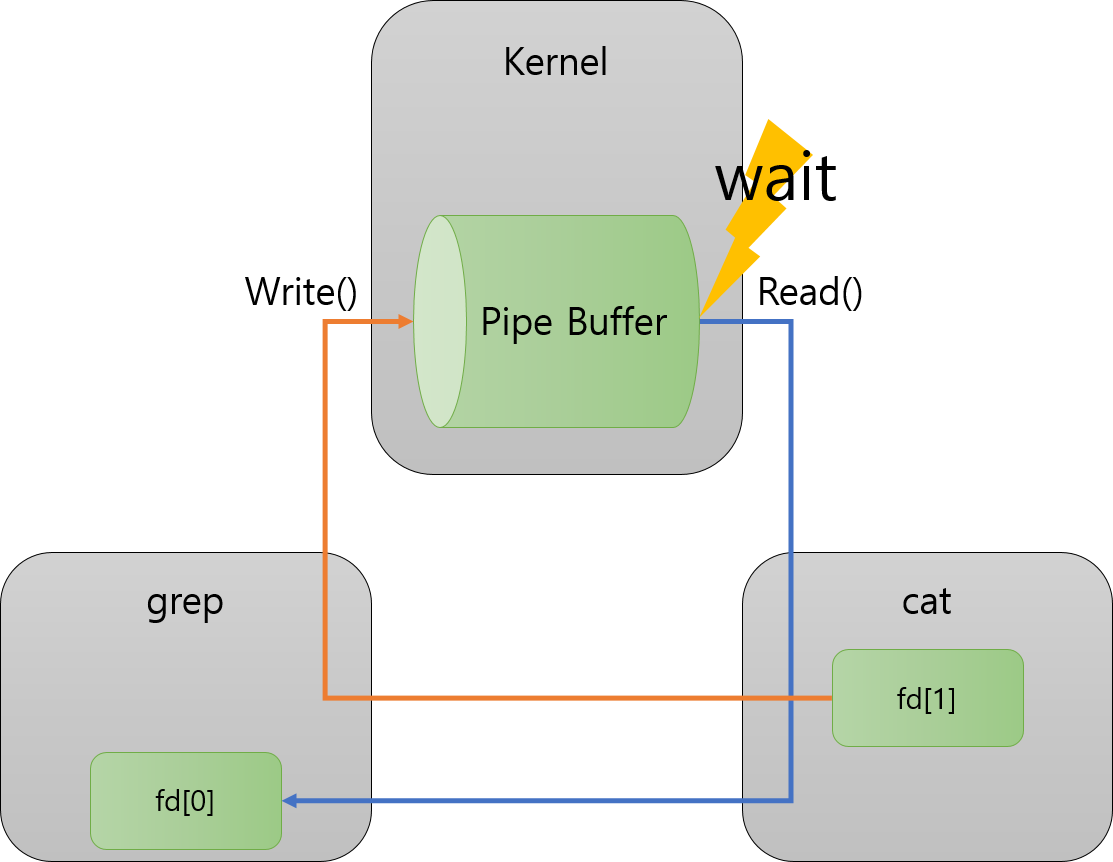 Kernel
wait
Write()
Read()
Pipe Buffer
grep
cat
fd[1]
fd[0]